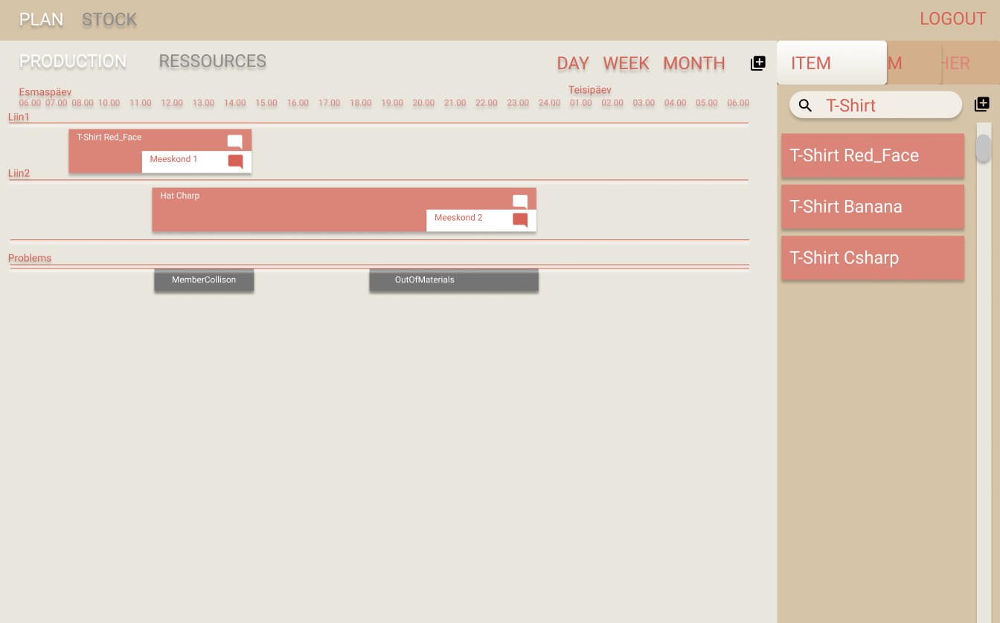 PLAN STOCK LOGOUT
PRODUCTION RESSOURCES DAY WEEK MONTH ITEM M HER
Esmaspäev Teisipäev
06.00 07.00 08.00 10.00 11.00 12.00 13.00 14.00 15.00 16.00 17.00 18.00 19.00 20.00 21.00 22.00 23.00 24.00 01.00 02.00 03.00 04.00 05.00 06.00
T-Shirt
Liin1
T-Shirt Red_Face
Meeskond 1
Liin2
Hat Charp
Meeskond 2
Problems
MemberCollison OutOfMaterials
T-Shirt Red_Face
T-Shirt Banana
T-Shirt Csharp